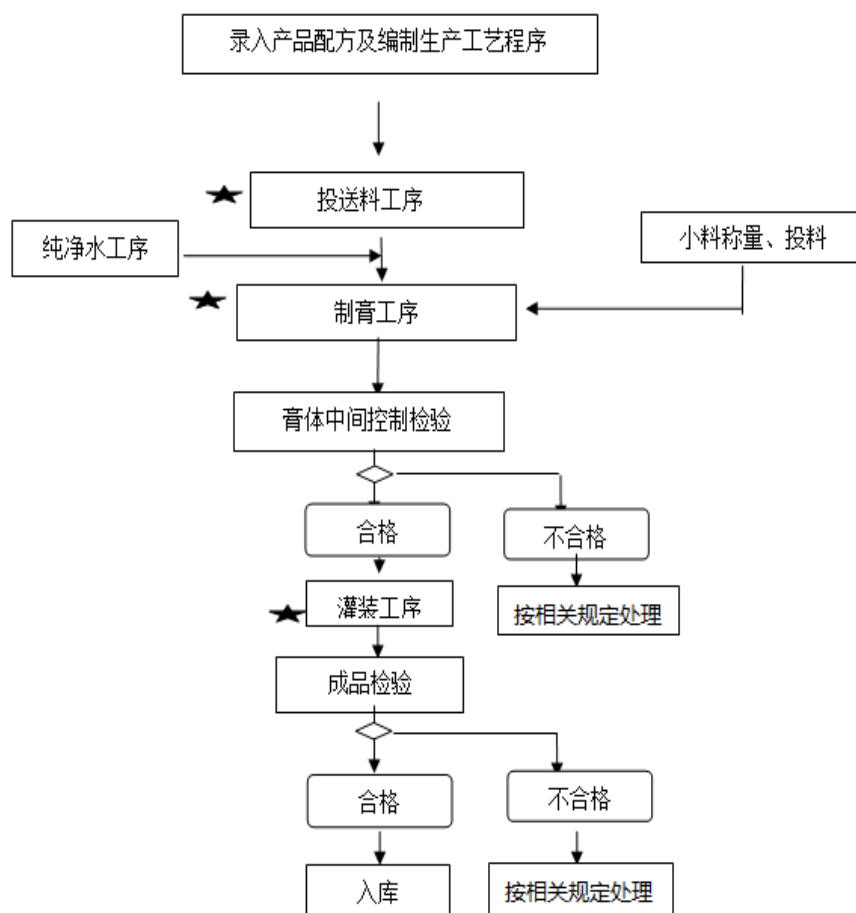 录入产品配方及编制生产工艺程序
投送料工序
纯净水工序
小料称量、投料
制膏工序
膏体中间控制检验
合格
不合格
灌装工序
按相关规定处理
成品检验
合格
不合格
入库
按相关规定处理